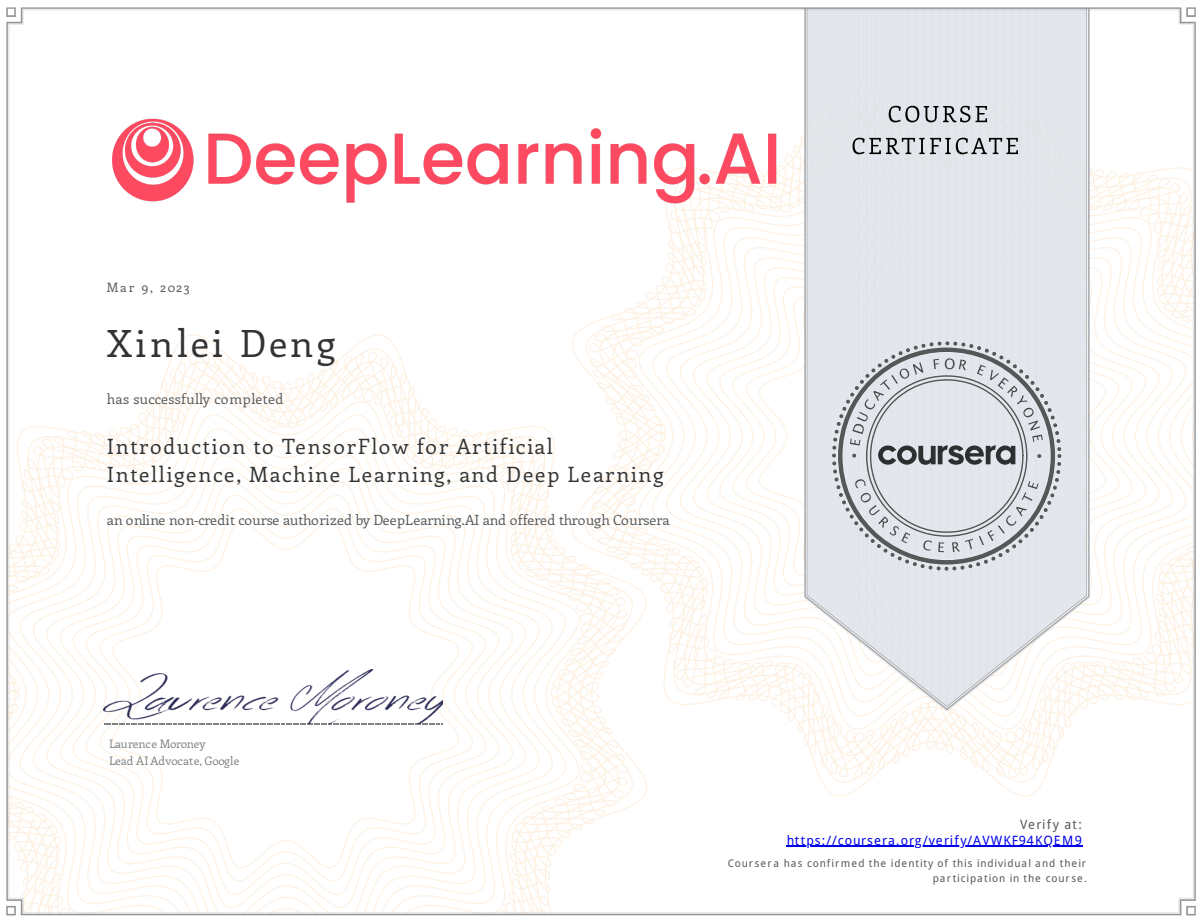 DeepLearning.AI
COURSE
CERTIFICATE
Mar 9, 2023
Xinlei Deng
has successfully completed
Introduction to TensorFlow for Artificial
Intelligence, Machine Learning, and Deep Learning
an online non-credit course authorized by DeepLearning.AI and offered through Coursera
EDUCATION FOR EVERYONE
coursera
COURSE CERTIFICATE
Laurence Moroney
Laurence Moroney
Lead AI Advocate, Google
Verify at:
https://coursera.org/verify/AVWKF94KQEM9
Coursera has confirmed the identity of this individual and their
participation in the course.